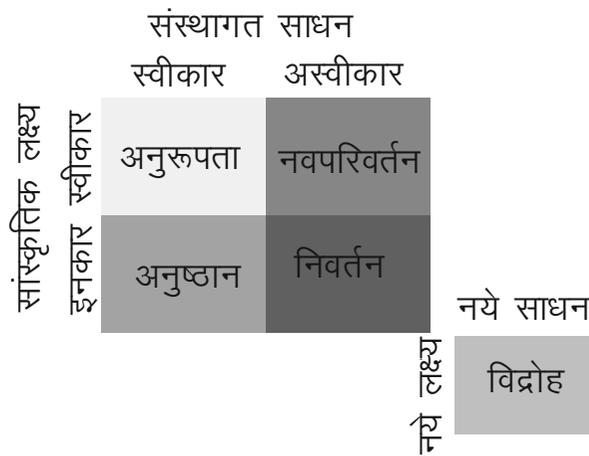 संस्थागत साधन
स्वीकार अस्वीकार
सांस्कृतिक लक्ष्य
स्वीकार
अनुरूपता नवपरिवर्तन
इनकार
अनुष्ठान निवर्तन
नये साधन
नये लक्ष्य
विद्रोह